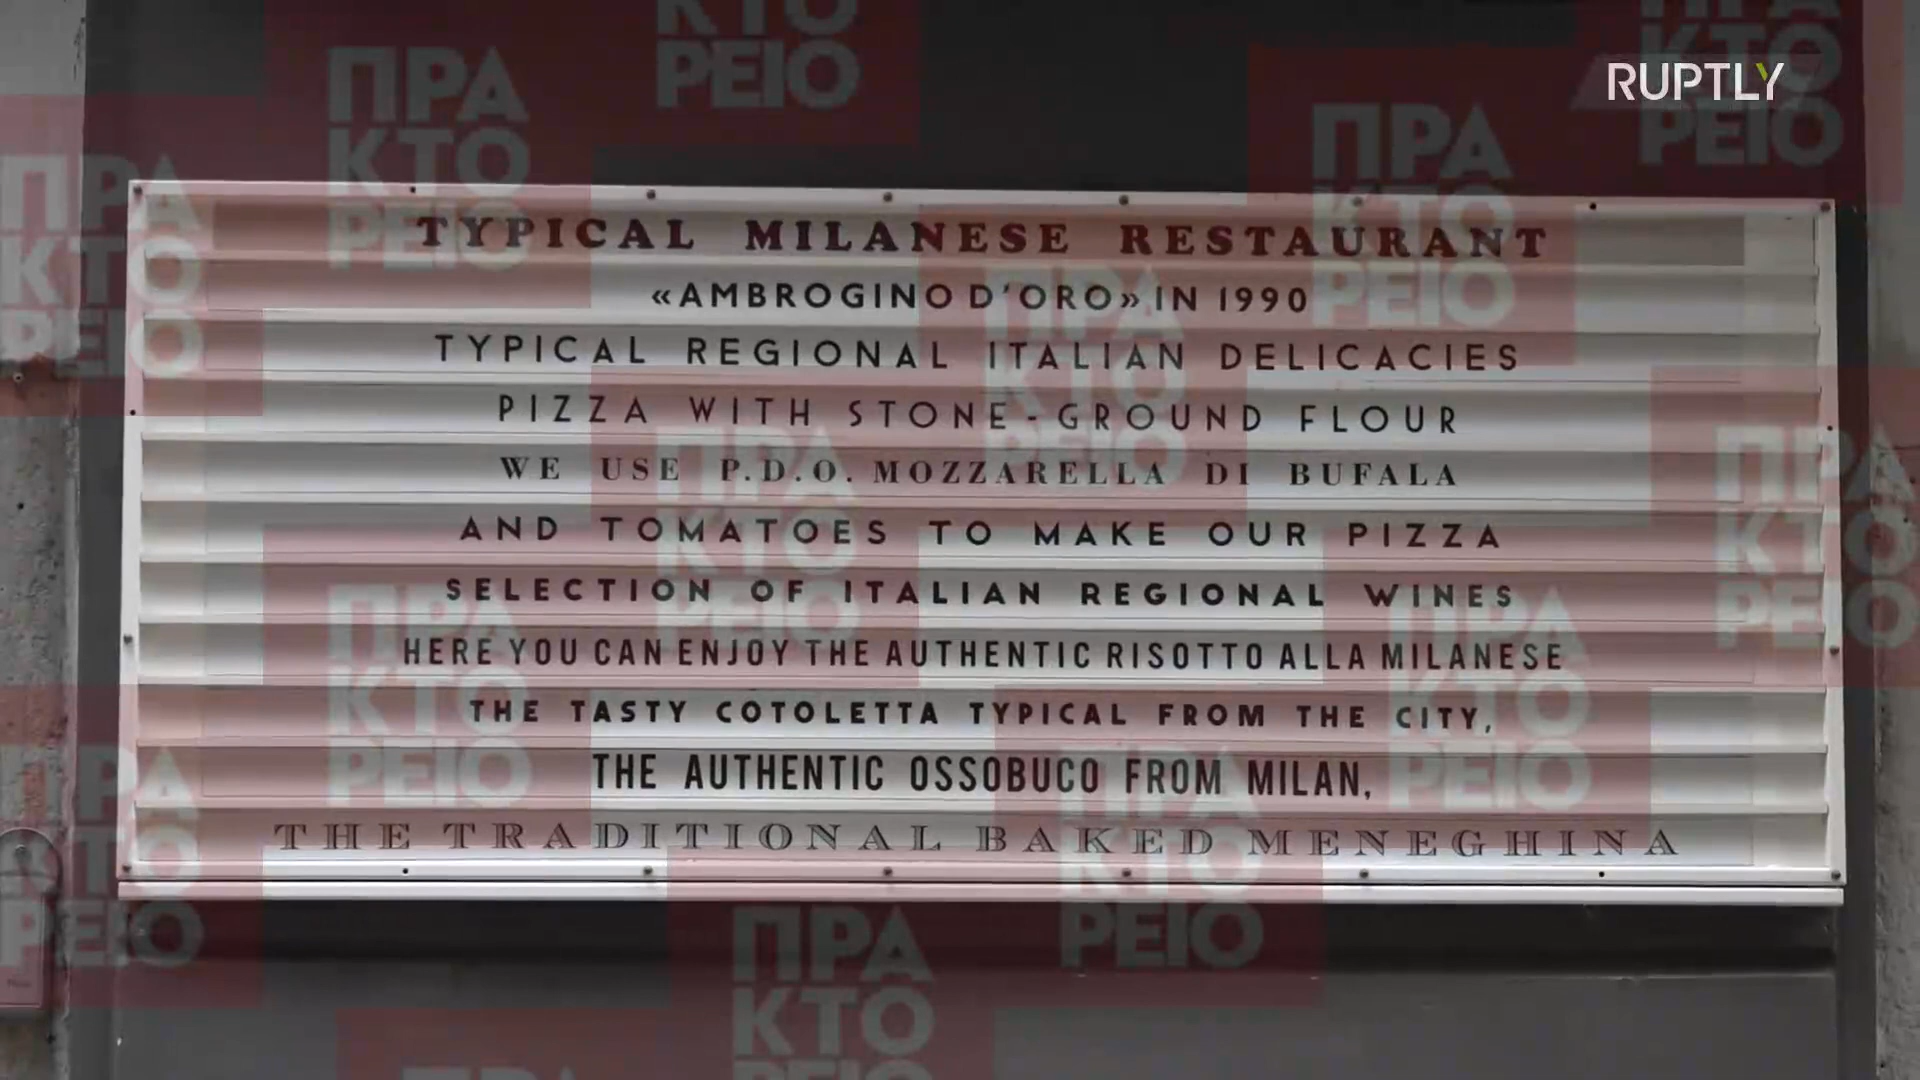 RUPTLY
TYPICAL MILANESE RESTAURANT
«AMBROGINO D'ORO» IN 1990
TYPICAL REGIONAL ITALIAN DELICACIES
PIZZA WITH STONE-GROUND FLOUR
WE USE P.D.O. MOZZARELLA DI BUFALA
AND TOMATOES TO MAKE OUR PIZZA
SELECTION OF ITALIAN REGIONAL WINES
HERE YOU CAN ENJOY THE AUTHENTIC RISOTTO ALLA MILANESE
THE TASTY COTOLETTA TYPICAL FROM THE CITY,
THE AUTHENTIC OSSOBUCO FROM MILAN,
THE TRADITIONAL BAKED MENEGHINA
ΠΡΑ
ΚΤΟ
ΡΕΙΟ